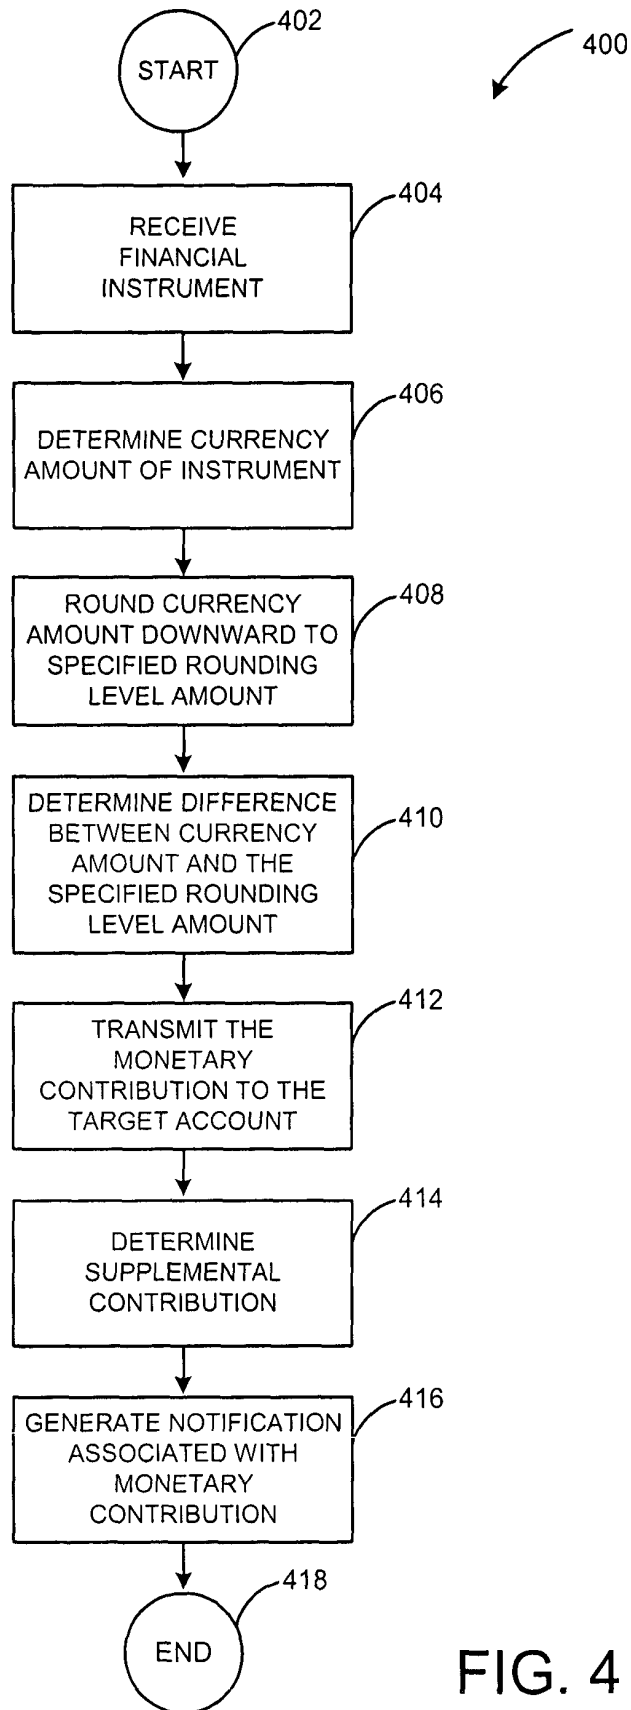 402
400
START
404
RECEIVE
FINANCIAL
INSTRUMENT
406
DETERMINE CURRENCY
AMOUNT OF INSTRUMENT
408
ROUND CURRENCY
AMOUNT DOWNWARD TO
SPECIFIED ROUNDING
LEVEL AMOUNT
410
DETERMINE DIFFERENCE
BETWEEN CURRENCY
AMOUNT AND THE
SPECIFIED ROUNDING
LEVEL AMOUNT
412
TRANSMIT THE
MONETARY
CONTRIBUTION TO THE
TARGET ACCOUNT
414
DETERMINE
SUPPLEMENTAL
CONTRIBUTION
416
GENERATE NOTIFICATION
ASSOCIATED WITH
MONETARY
CONTRIBUTION
418
END
FIG. 4